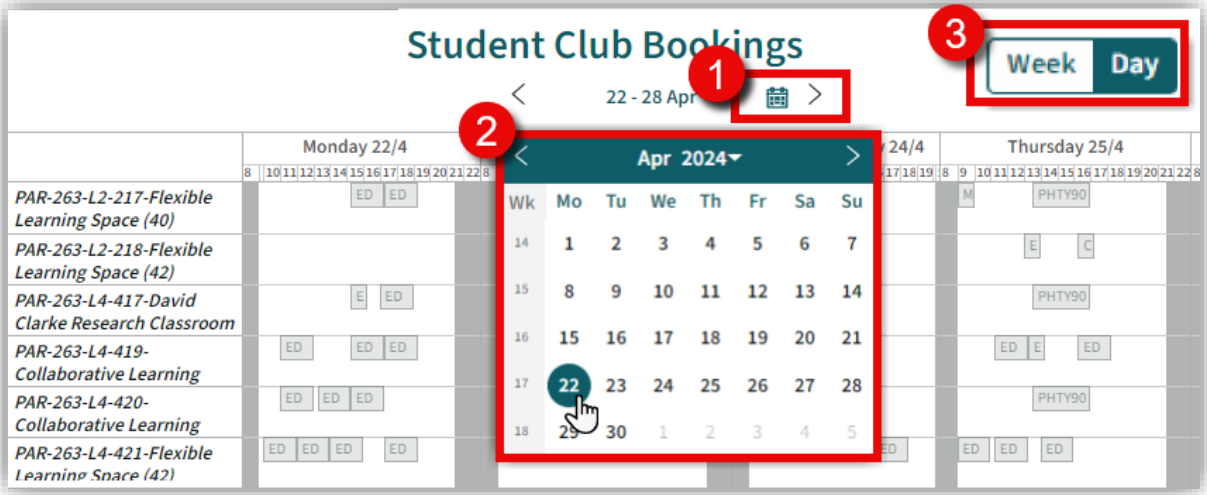 Student Club Bookings
3
1
Week Day
22 - 28 Apr
2
Monday 22/4
24/4
Thursday 25/4
8 10 11 12 13 14 15 16 17 18 19 20 21 22 8
17 18 19 8 9 10 11 12 13 14 15 16 17 18 19 20 21 22 8
Apr 2024
Wk Mo Tu We Th Fr Sa Su
14 1 2 3 4 5 6 7
15 8 9 10 11 12 13 14
16 15 16 17 18 19 20 21
17 22 23 24 25 26 27 28
18 29 30 1 2 3 4 5
PAR-263-L2-217-Flexible
Learning Space (40)
ED ED
M PHTY90
PAR-263-L2-218-Flexible
Learning Space (42)
E C
PAR-263-L4-417-David
Clarke Research Classroom
E ED
PHTY90
PAR-263-L4-419-
Collaborative Learning
ED ED ED
ED E ED
PAR-263-L4-420-
Collaborative Learning
ED ED ED
PHTY90
PAR-263-L4-421-Flexible
Learning Space (42)
ED ED ED ED
ED ED ED ED